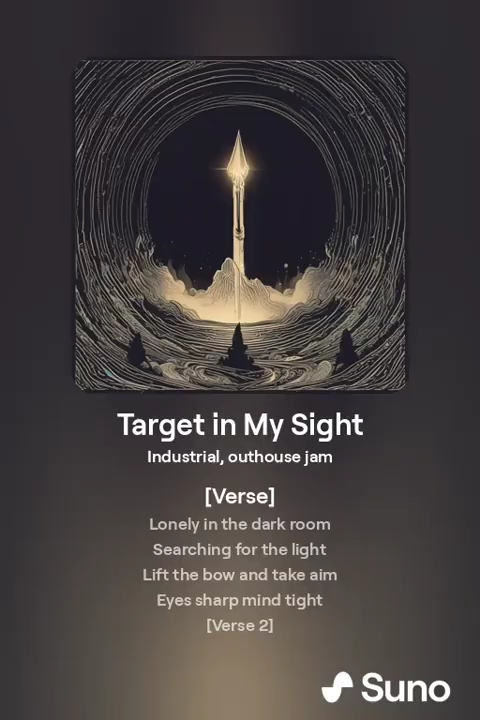 Target in My Sight
Industrial, outhouse jam
[Verse]
Lonely in the dark room
Searching for the light
Lift the bow and take aim
Eyes sharp mind tight
[Verse 2]
Suno